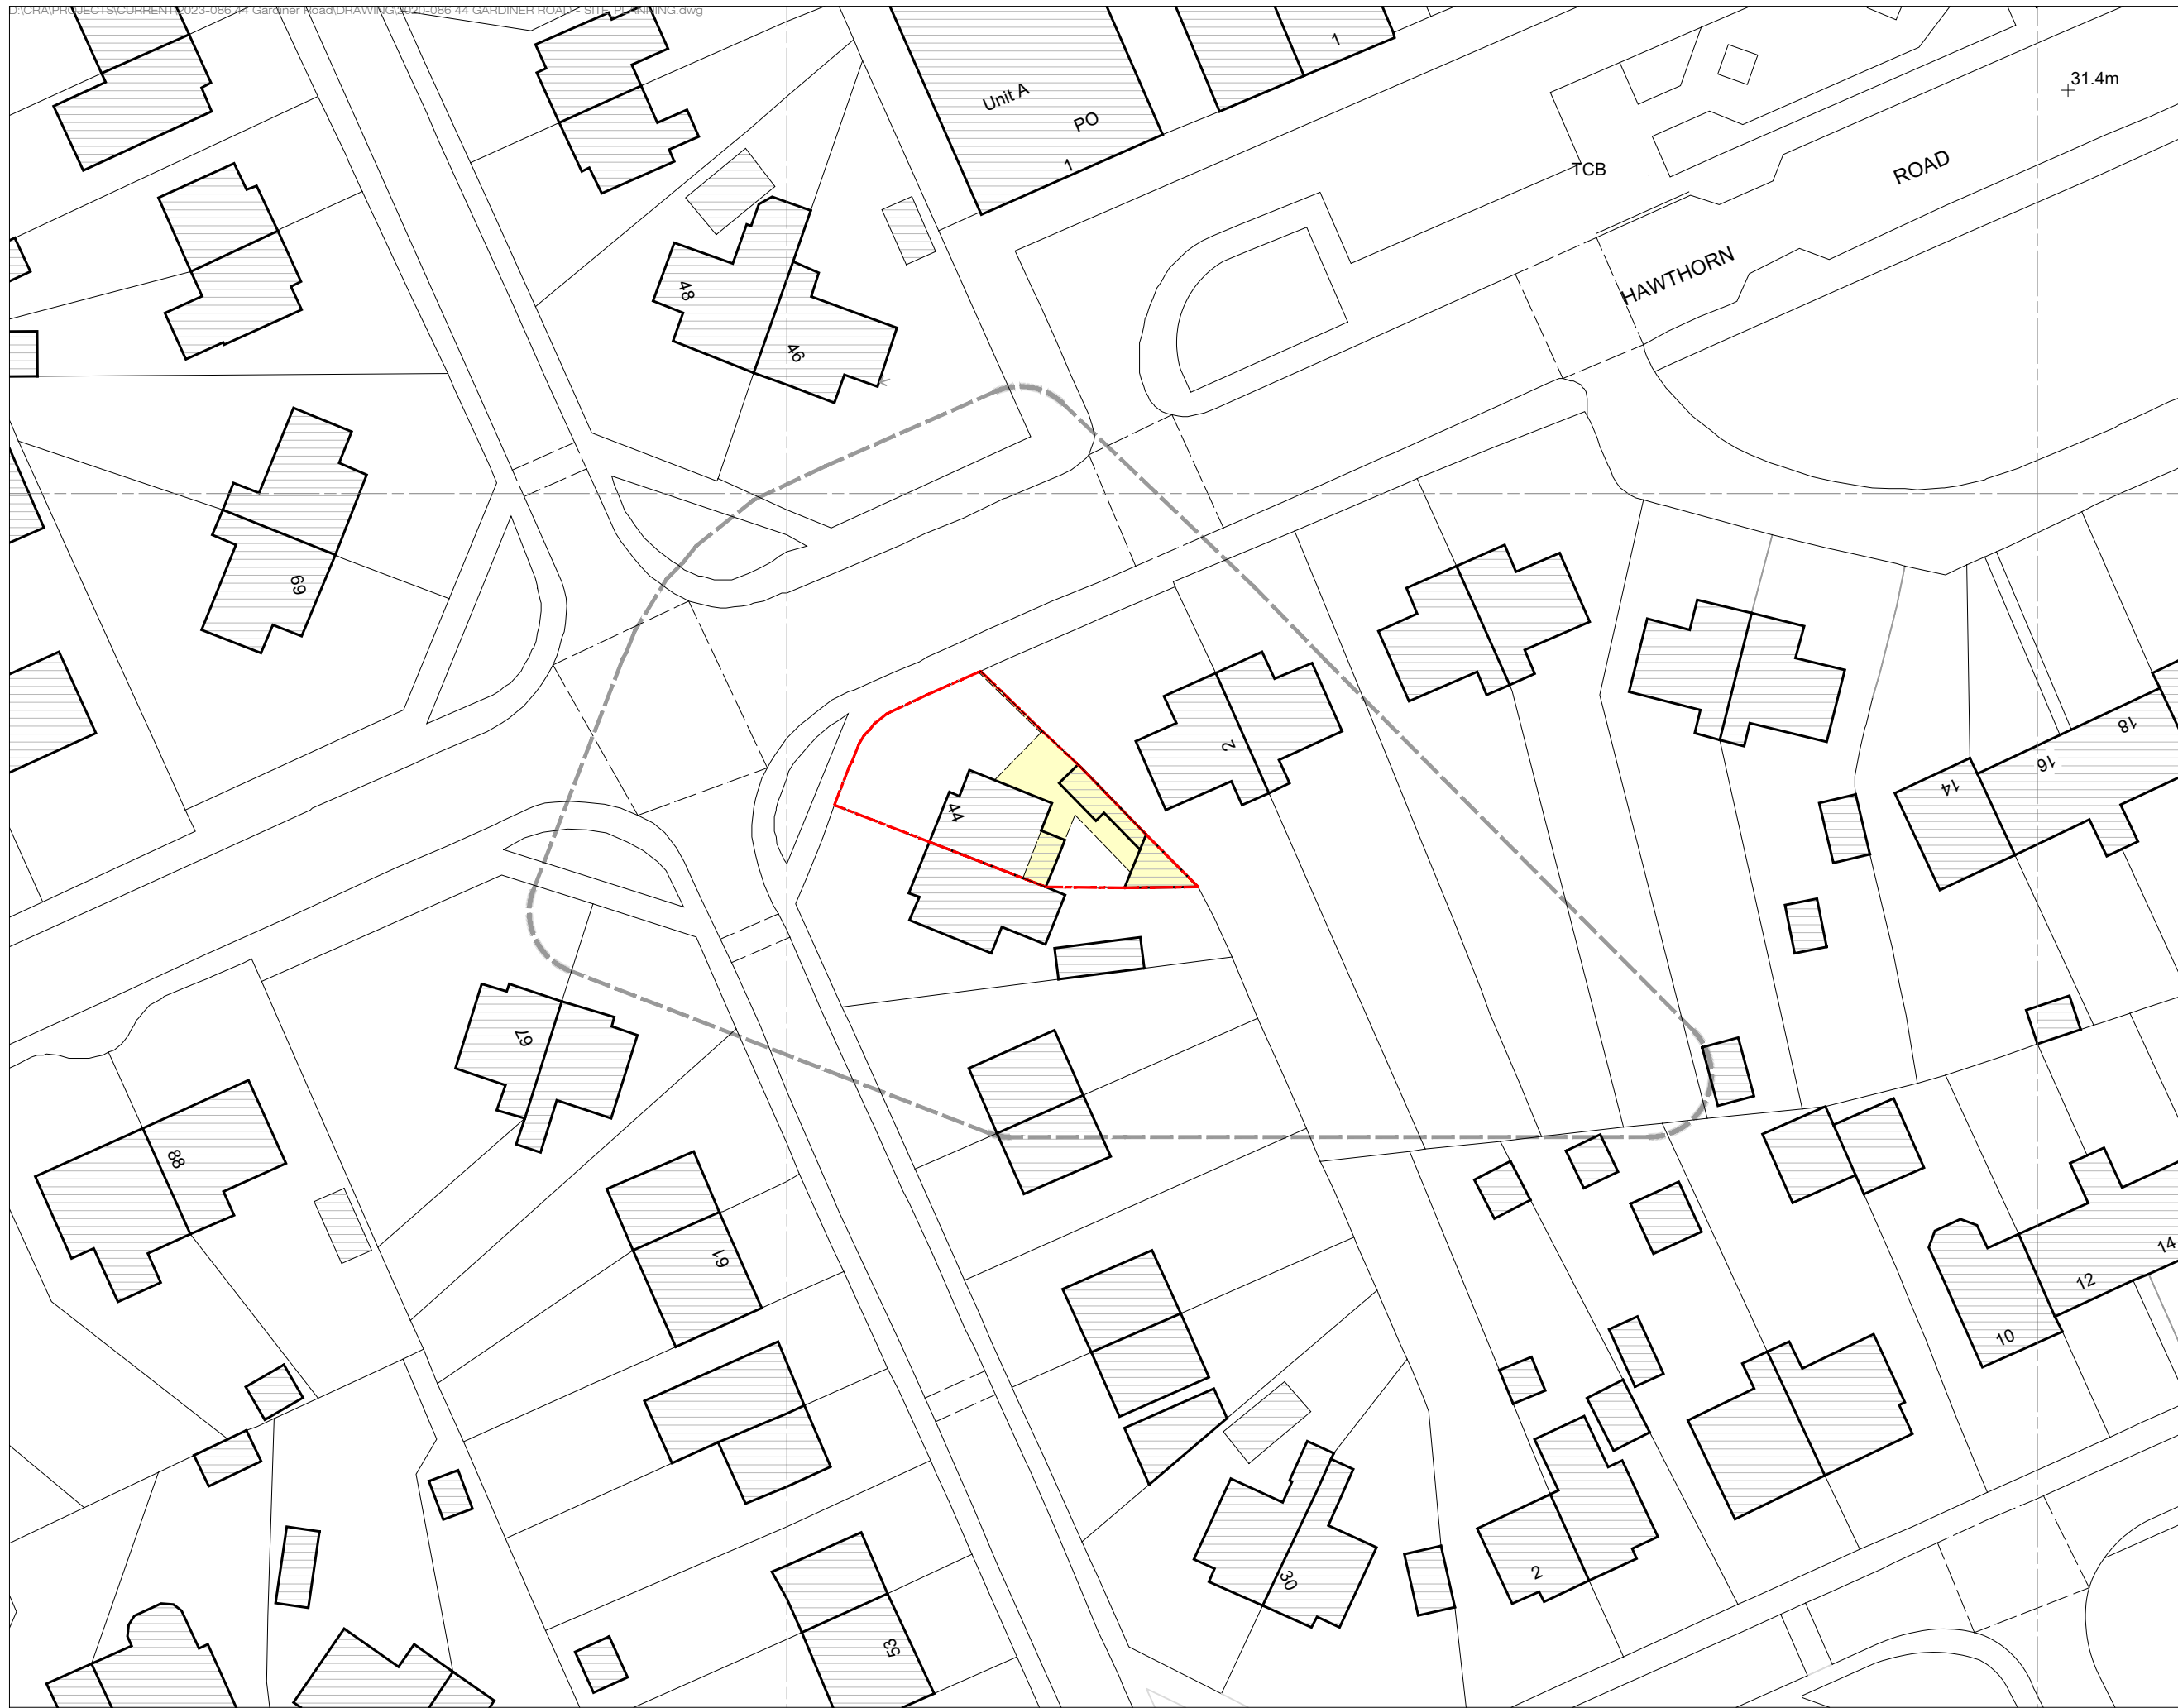 D:\CRA\PROJECTS\CURRENT\2023-086 44 Gardiner Road\DRAWING\2020-086 44 GARDINER ROAD - SITE PLANNING.dwg
1
Unit A
PO
1
31.4m
TCB
ROAD
HAWTHORN
48
46
69
2
18
16
14
44
67
88
61
14
12
10
30
2
53